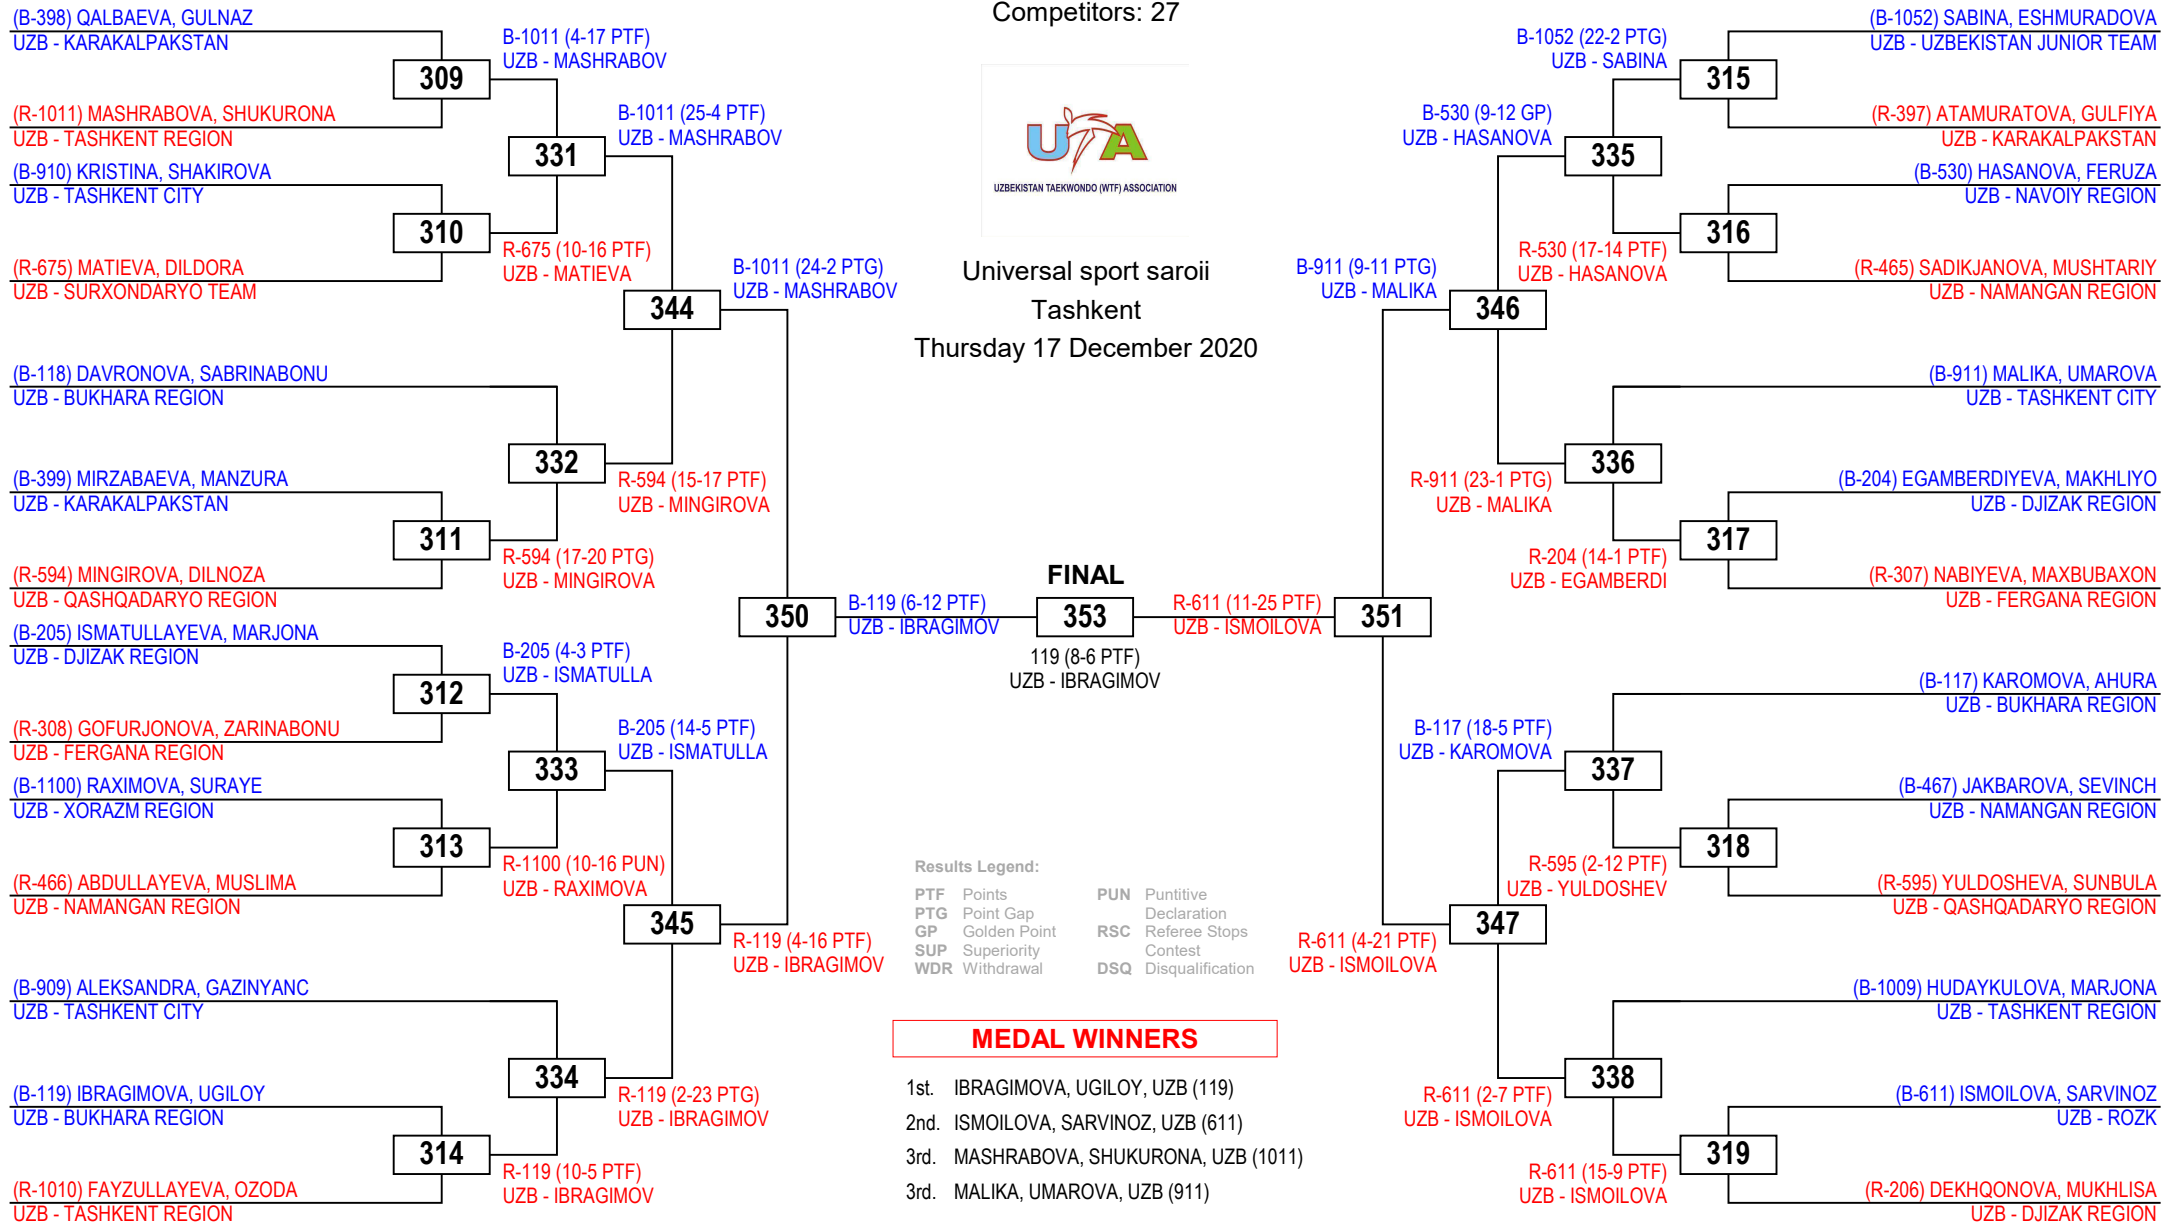 Competitors: 27
UTA
UZBEKISTAN TAEKWONDO (WTF) ASSOCIATION
Universal sport saroii
Tashkent
Thursday 17 December 2020
(B-398) QALBAEVA, GULNAZ
UZB - KARAKALPAKSTAN
309
(R-1011) MASHRABOVA, SHUKURONA
UZB - TASHKENT REGION
(B-910) KRISTINA, SHAKIROVA
UZB - TASHKENT CITY
310
(R-675) MATIEVA, DILDORA
UZB - SURXONDARYO TEAM
(B-118) DAVRONOVA, SABRINABONU
UZB - BUKHARA REGION
(B-399) MIRZABAEVA, MANZURA
UZB - KARAKALPAKSTAN
311
(R-594) MINGIROVA, DILNOZA
UZB - QASHQADARYO REGION
(B-205) ISMATULLAYEVA, MARJONA
UZB - DJIZAK REGION
312
(R-308) GOFURJONOVA, ZARINABONU
UZB - FERGANA REGION
(B-1100) RAXIMOVA, SURAYE
UZB - XORAZM REGION
313
(R-466) ABDULLAYEVA, MUSLIMA
UZB - NAMANGAN REGION
(B-909) ALEKSANDRA, GAZINYANC
UZB - TASHKENT CITY
(B-119) IBRAGIMOVA, UGILOY
UZB - BUKHARA REGION
314
(R-1010) FAYZULLAYEVA, OZODA
UZB - TASHKENT REGION
B-1011 (4-17 PTF)
UZB - MASHRABOV
331
R-675 (10-16 PTF)
UZB - MATIEVA
332
R-594 (17-20 PTG)
UZB - MINGIROVA
B-205 (4-3 PTF)
UZB - ISMATULLA
333
R-1100 (10-16 PUN)
UZB - RAXIMOVA
334
R-119 (10-5 PTF)
UZB - IBRAGIMOV
B-1011 (25-4 PTF)
UZB - MASHRABOV
344
R-594 (15-17 PTF)
UZB - MINGIROVA
B-205 (14-5 PTF)
UZB - ISMATULLA
345
R-119 (2-23 PTG)
UZB - IBRAGIMOV
B-1011 (24-2 PTG)
UZB - MASHRABOV
350
R-119 (4-16 PTF)
UZB - IBRAGIMOV
B-119 (6-12 PTF)
UZB - IBRAGIMOV
FINAL
353
119 (8-6 PTF)
UZB - IBRAGIMOV
R-611 (11-25 PTF)
UZB - ISMOILOVA
351
B-911 (9-11 PTG)
UZB - MALIKA
R-611 (4-21 PTF)
UZB - ISMOILOVA
B-530 (9-12 GP)
UZB - HASANOVA
346
R-911 (23-1 PTG)
UZB - MALIKA
B-117 (18-5 PTF)
UZB - KAROMOVA
347
R-611 (2-7 PTF)
UZB - ISMOILOVA
B-1052 (22-2 PTG)
UZB - SABINA
335
R-530 (17-14 PTF)
UZB - HASANOVA
336
R-204 (14-1 PTF)
UZB - EGAMBERDI
337
R-595 (2-12 PTF)
UZB - YULDOSHEV
338
R-611 (15-9 PTF)
UZB - ISMOILOVA
(B-1052) SABINA, ESHMURADOVA
UZB - UZBEKISTAN JUNIOR TEAM
315
(R-397) ATAMURATOVA, GULFIYA
UZB - KARAKALPAKSTAN
(B-530) HASANOVA, FERUZA
UZB - NAVOIY REGION
316
(R-465) SADIKJANOVA, MUSHTARIY
UZB - NAMANGAN REGION
(B-911) MALIKA, UMAROVA
UZB - TASHKENT CITY
(B-204) EGAMBERDIYEVA, MAKHLIYO
UZB - DJIZAK REGION
317
(R-307) NABIYEVA, MAXBUBAXON
UZB - FERGANA REGION
(B-117) KAROMOVA, AHURA
UZB - BUKHARA REGION
(B-467) JAKBAROVA, SEVINCH
UZB - NAMANGAN REGION
318
(R-595) YULDOSHEVA, SUNBULA
UZB - QASHQADARYO REGION
(B-1009) HUDAYKULOVA, MARJONA
UZB - TASHKENT REGION
(B-611) ISMOILOVA, SARVINOZ
UZB - ROZK
319
(R-206) DEKHQONOVA, MUKHLISA
UZB - DJIZAK REGION
Results Legend:
PTF Points
PTG Point Gap
GP Golden Point
SUP Superiority
WDR Withdrawal
PUN Puntitive
Declaration
RSC Referee Stops
Contest
DSQ Disqualification
MEDAL WINNERS
1st. IBRAGIMOVA, UGILOY, UZB (119)
2nd. ISMOILOVA, SARVINOZ, UZB (611)
3rd. MASHRABOVA, SHUKURONA, UZB (1011)
3rd. MALIKA, UMAROVA, UZB (911)